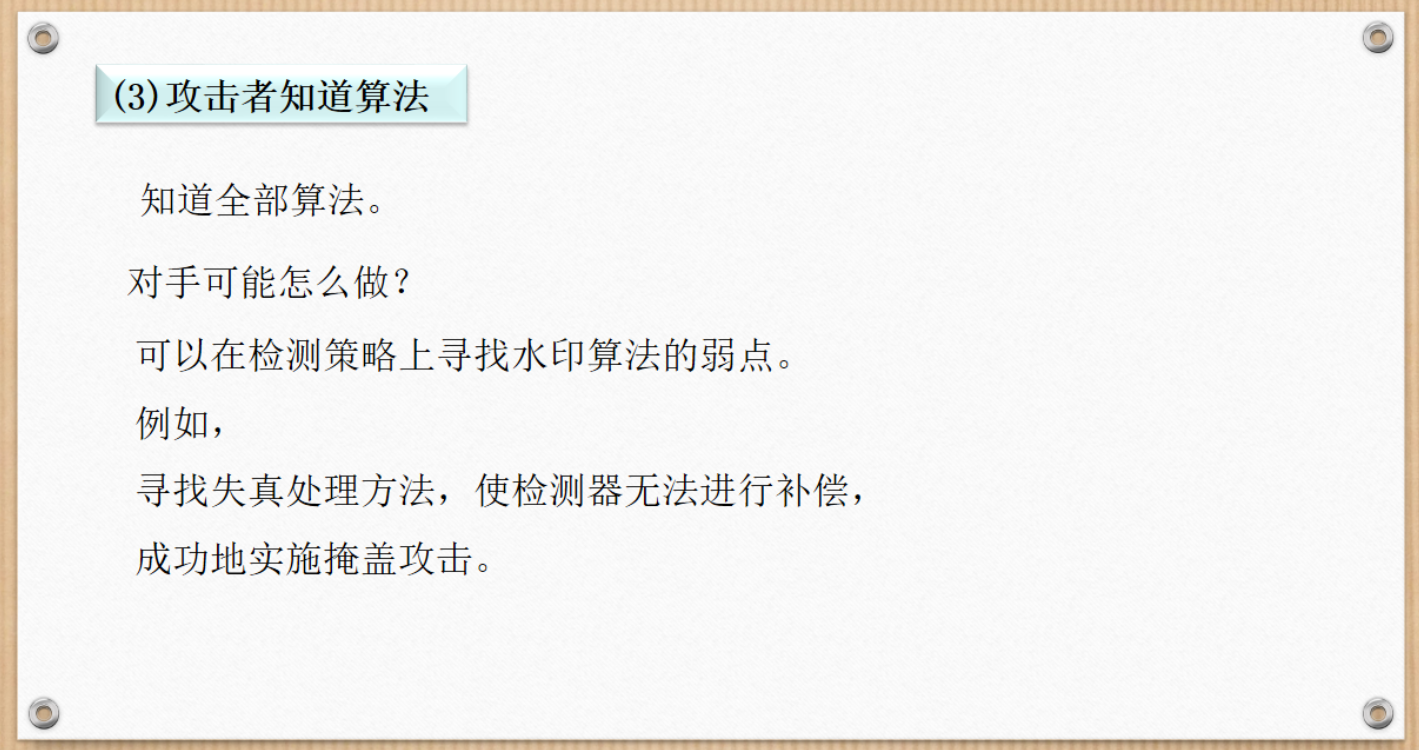 (3)攻击者知道算法
知道全部算法。
对手可能怎么做？
可以在检测策略上寻找水印算法的弱点。
例如，
寻找失真处理方法，使检测器无法进行补偿，
成功地实施掩盖攻击。